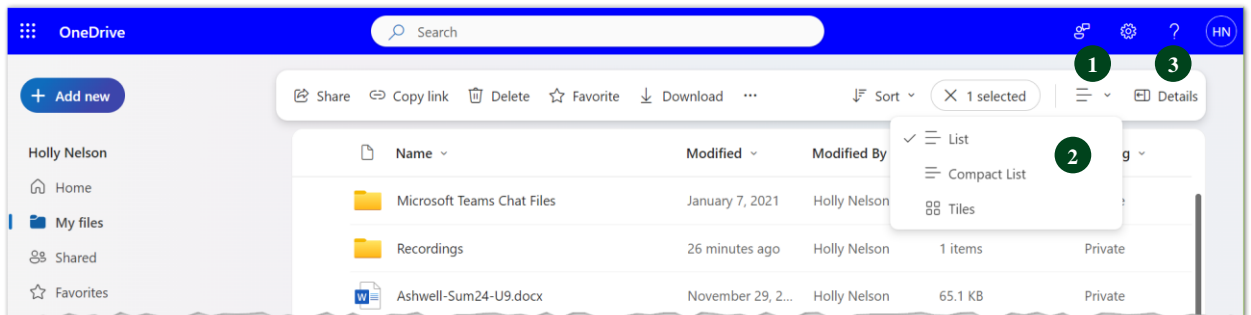 OneDrive
Search
HN
1
3
Add new
Share Copy link Delete Favorite Download ... Sort 1 selected Details
Holly Nelson
Home
My files
Shared
Favorites
Name Modified Modified By g
List
2
Compact List
Tiles
Microsoft Teams Chat Files January 7, 2021 Holly Nelson
Recordings 26 minutes ago Holly Nelson 1 items Private
W Ashwell-Sum24-U9.docx November 29, 2... Holly Nelson 65.1 KB Private